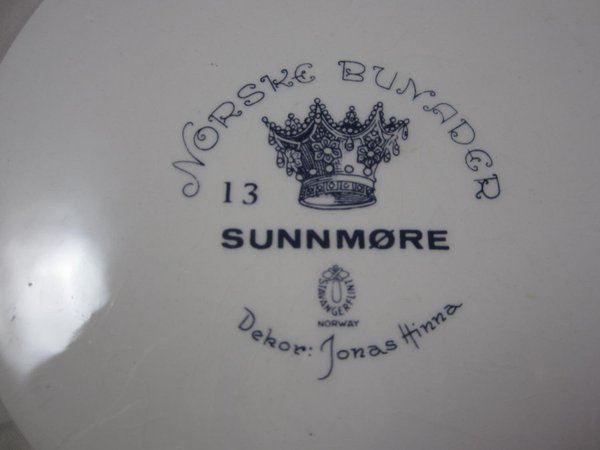 NORSKE BUNADER
13
SUNNMØRE
STAVANGERFLINT
NORWAY
Dekor: Jonas Hinna